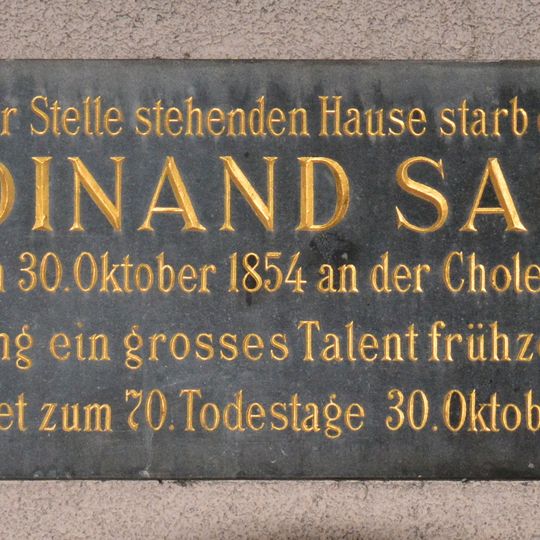 r Stelle stehenden Hause starb
DINAND SA
30. Oktober 1854 an der Chole
ng ein grosses Talent frühz
et zum 70. Todestage 30. Oktob